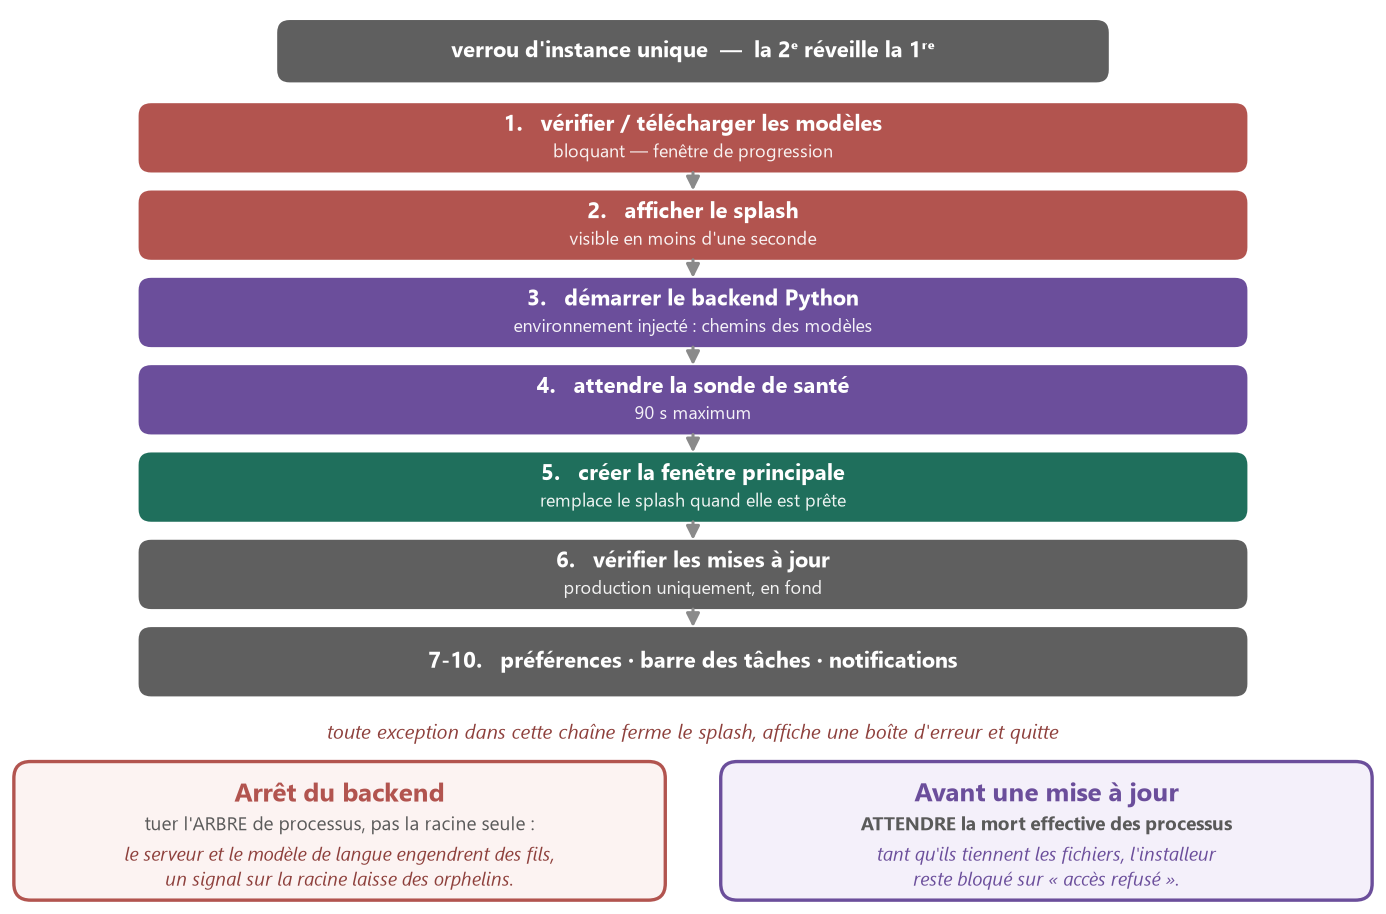 verrou d'instance unique — la 2ᵉ réveille la 1ʳᵉ
1. vérifier / télécharger les modèles
bloquant — fenêtre de progression
2. afficher le splash
visible en moins d'une seconde
3. démarrer le backend Python
environnement injecté : chemins des modèles
4. attendre la sonde de santé
90 s maximum
5. créer la fenêtre principale
remplace le splash quand elle est prête
6. vérifier les mises à jour
production uniquement, en fond
7-10. préférences · barre des tâches · notifications
toute exception dans cette chaîne ferme le splash, affiche une boîte d'erreur et quitte
Arrêt du backend
tuer l'ARBRE de processus, pas la racine seule :
le serveur et le modèle de langue engendrent des fils,
un signal sur la racine laisse des orphelins.
Avant une mise à jour
ATTENDRE la mort effective des processus
tant qu'ils tiennent les fichiers, l'installeur
reste bloqué sur « accès refusé ».